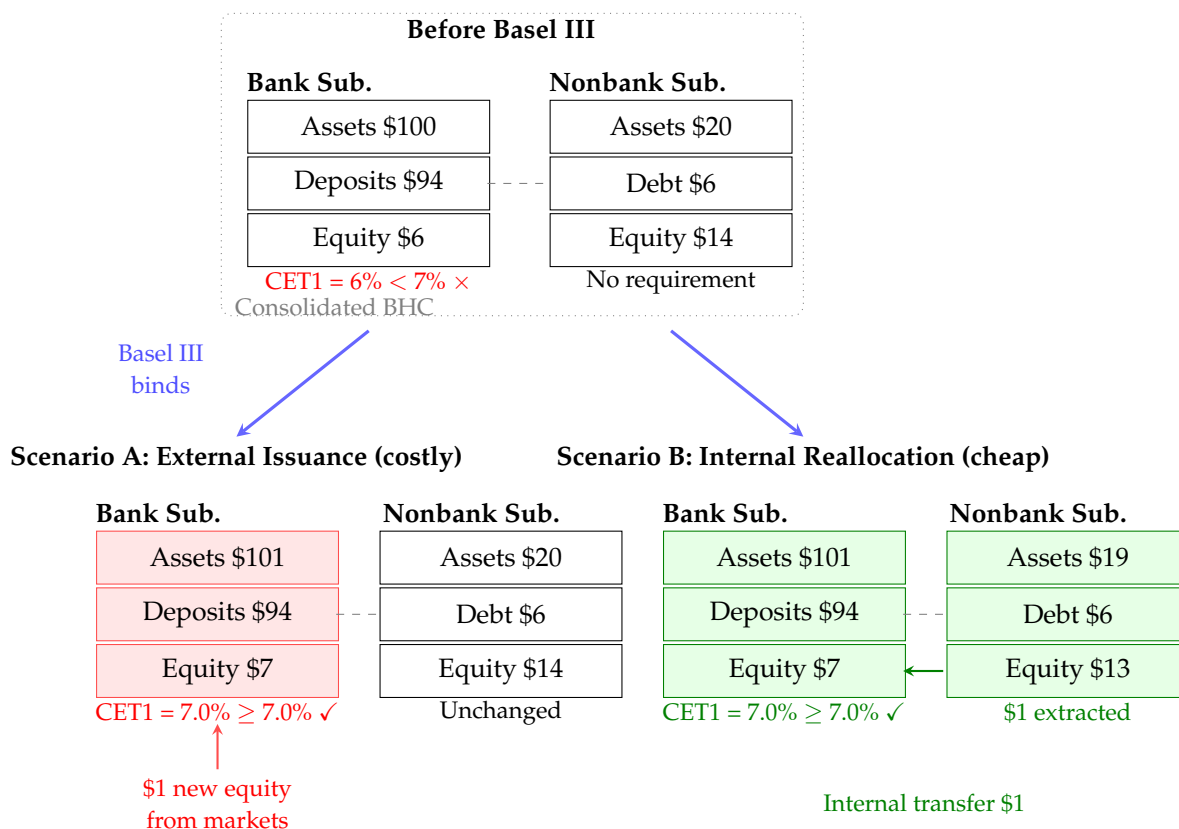 Before Basel III
Bank Sub.
Nonbank Sub.
Assets $100
Assets $20
Deposits $94
Debt $6
Equity $6
Equity $14
CET1 = 6% < 7% ×
No requirement
Consolidated BHC
Basel III
binds
Scenario A: External Issuance (costly)
Scenario B: Internal Reallocation (cheap)
Bank Sub.
Nonbank Sub.
Assets $101
Assets $20
Deposits $94
Debt $6
Equity $7
Equity $14
CET1 = 7.0% ≥ 7.0% ✓
Unchanged
$1 new equity
from markets
Bank Sub.
Nonbank Sub.
Assets $101
Assets $19
Deposits $94
Debt $6
Equity $7
Equity $13
CET1 = 7.0% ≥ 7.0% ✓
$1 extracted
Internal transfer $1